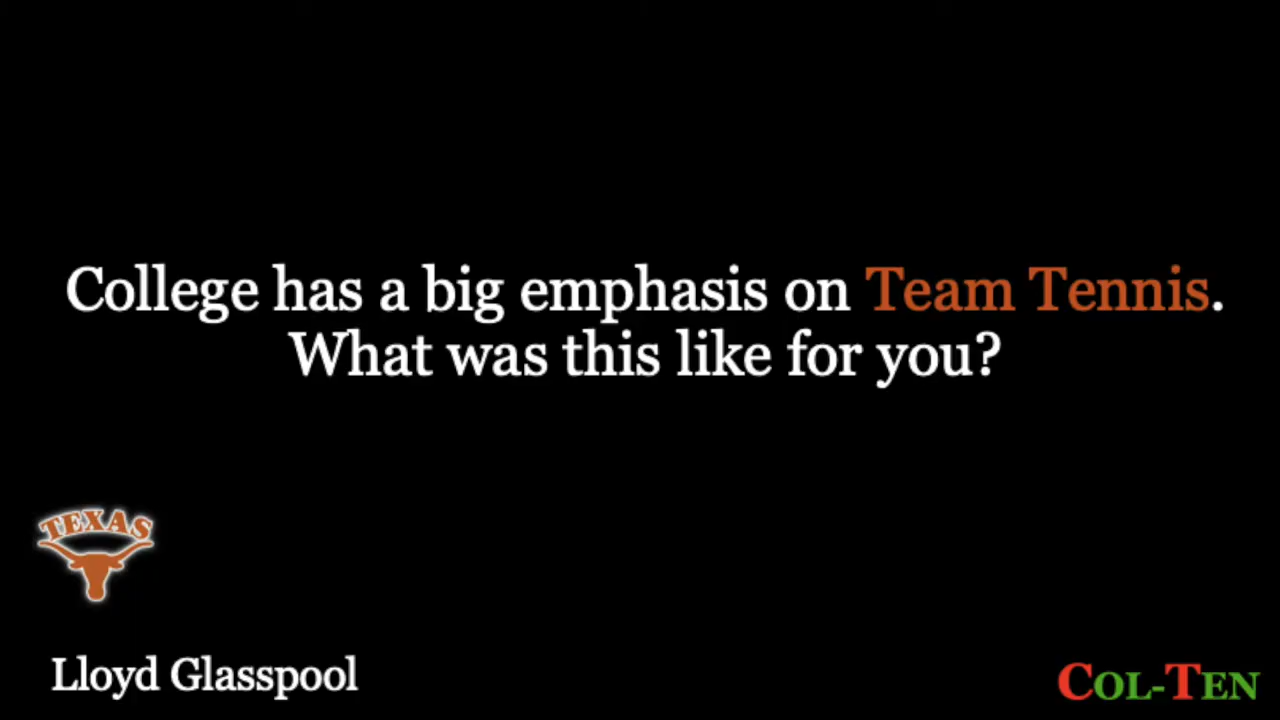 College has a big emphasis on Team Tennis.
What was this like for you?
TEXAS
Lloyd Glasspool
COL-TEN